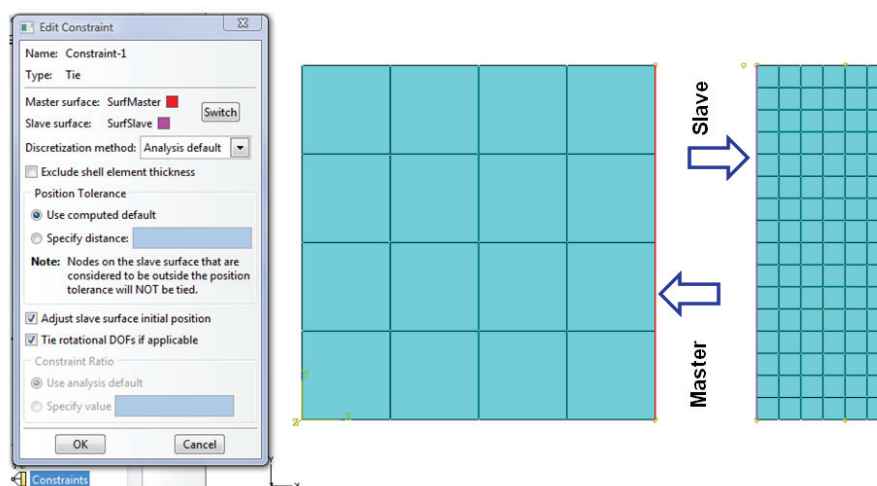 Edit Constraint
Name: Constraint-1
Type: Tie
Master surface: SurfMaster
Slave surface: SurfSlave
Switch
Discretization method: Analysis default
Exclude shell element thickness
Position Tolerance
Use computed default
Specify distance:
Note: Nodes on the slave surface that are
considered to be outside the position
tolerance will NOT be tied.
Adjust slave surface initial position
Tie rotational DOFs if applicable
Constraint Ratio
Use analysis default
Specify value
OK Cancel
Constraints
Slave
Master
Y
X
Z